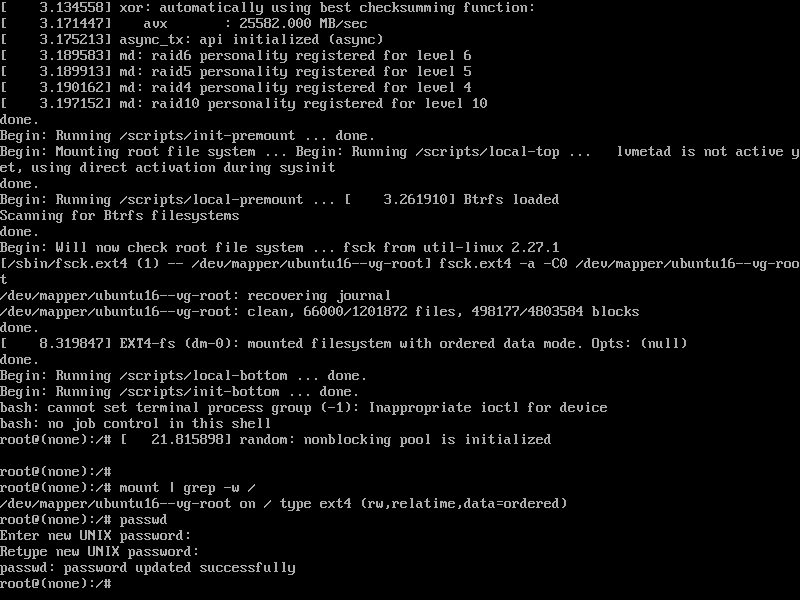 [    3.134558] xor: automatically using best checksumming function:
[    3.171447]    avx       : 25582.000 MB/sec
[    3.175213] async_tx: api initialized (async)
[    3.189583] md: raid6 personality registered for level 6
[    3.189913] md: raid5 personality registered for level 5
[    3.190162] md: raid4 personality registered for level 4
[    3.197152] md: raid10 personality registered for level 10
done.
Begin: Running /scripts/init-premount ... done.
Begin: Mounting root file system ... Begin: Running /scripts/local-top ...   lvmetad is not active y
et, using direct activation during sysinit
done.
Begin: Running /scripts/local-premount ... [    3.261910] Btrfs loaded
Scanning for Btrfs filesystems
done.
Begin: Will now check root file system ... fsck from util-linux 2.27.1
[/sbin/fsck.ext4 (1) -- /dev/mapper/ubuntu16--vg-root] fsck.ext4 -a -C0 /dev/mapper/ubuntu16--vg-roo
t
/dev/mapper/ubuntu16--vg-root: recovering journal
/dev/mapper/ubuntu16--vg-root: clean, 66000/1201872 files, 498177/4803584 blocks
done.
[    8.319847] EXT4-fs (dm-0): mounted filesystem with ordered data mode. Opts: (null)
done.
Begin: Running /scripts/local-bottom ... done.
Begin: Running /scripts/init-bottom ... done.
bash: cannot set terminal process group (-1): Inappropriate ioctl for device
bash: no job control in this shell
root@(none):/# [   21.815898] random: nonblocking pool is initialized

root@(none):/#
root@(none):/# mount | grep -w /
/dev/mapper/ubuntu16--vg-root on / type ext4 (rw,relatime,data=ordered)
root@(none):/# passwd
Enter new UNIX password:
Retype new UNIX password:
passwd: password updated successfully
root@(none):/#